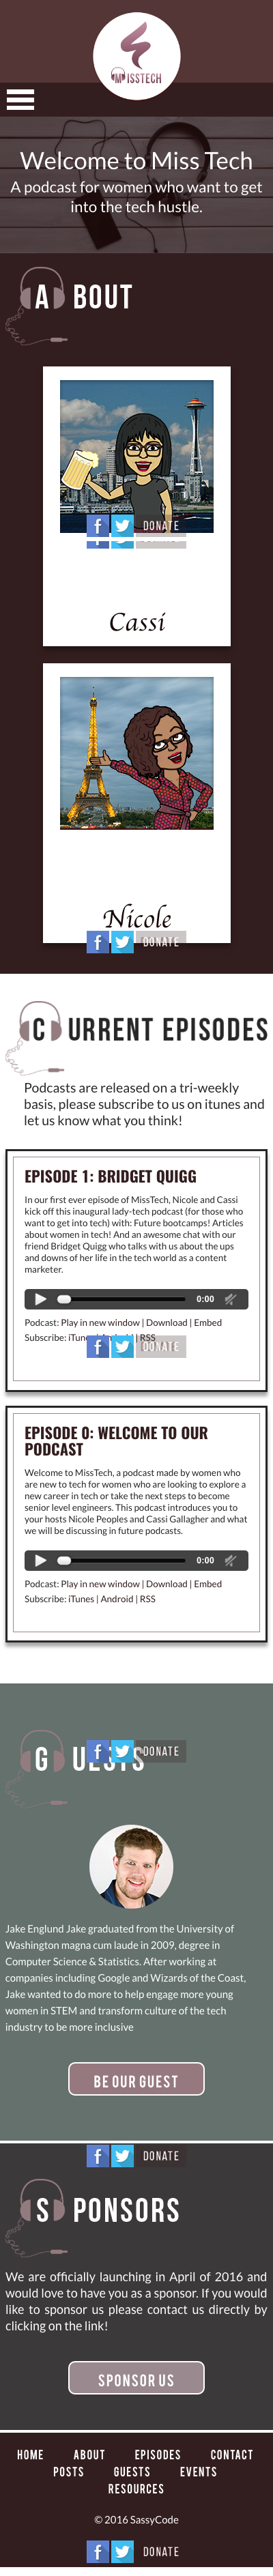 MISSTECH
Welcome to Miss Tech
A podcast for women who want to get
into the tech hustle.
ABOUT
DONATE
Cassi
Nicole
DONATE
CURRENT EPISODES
Podcasts are released on a tri-weekly
basis, please subscribe to us on itunes and
let us know what you think!
EPISODE 1: BRIDGET QUIGG
In our first ever episode of MissTech, Nicole and Cassi
kick off this inaugural lady-tech podcast (for those who
want to get into tech) with: Future bootcamps! Articles
about women in tech! And an awesome chat with our
friend Bridget Quigg who talks with us about the ups
and downs of her life in the tech world as a content
marketer.
0:00
Podcast: Play in new window | Download | Embed
Subscribe: iTunes | Android | RSS
DONATE
EPISODE 0: WELCOME TO OUR
PODCAST
Welcome to MissTech, a podcast made by women who
are new to tech for women who are looking to explore a
new career in tech or take the next steps to become
senior level engineers. This podcast introduces you to
your hosts Nicole Peoples and Cassi Gallagher and what
we will be discussing in future podcasts.
0:00
Podcast: Play in new window | Download | Embed
Subscribe: iTunes | Android | RSS
GUESTS
DONATE
Jake Englund Jake graduated from the University of
Washington magna cum laude in 2009, degree in
Computer Science & Statistics. After working at
companies including Google and Wizards of the Coast,
Jake wanted to do more to help engage more young
women in STEM and transform culture of the tech
industry to be more inclusive
BE OUR GUEST
DONATE
SPONSORS
We are officially launching in April of 2016 and
would love to have you as a sponsor. If you would
like to sponsor us please contact us directly by
clicking on the link!
SPONSOR US
HOME ABOUT EPISODES CONTACT
POSTS GUESTS EVENTS
RESOURCES
© 2016 SassyCode
DONATE